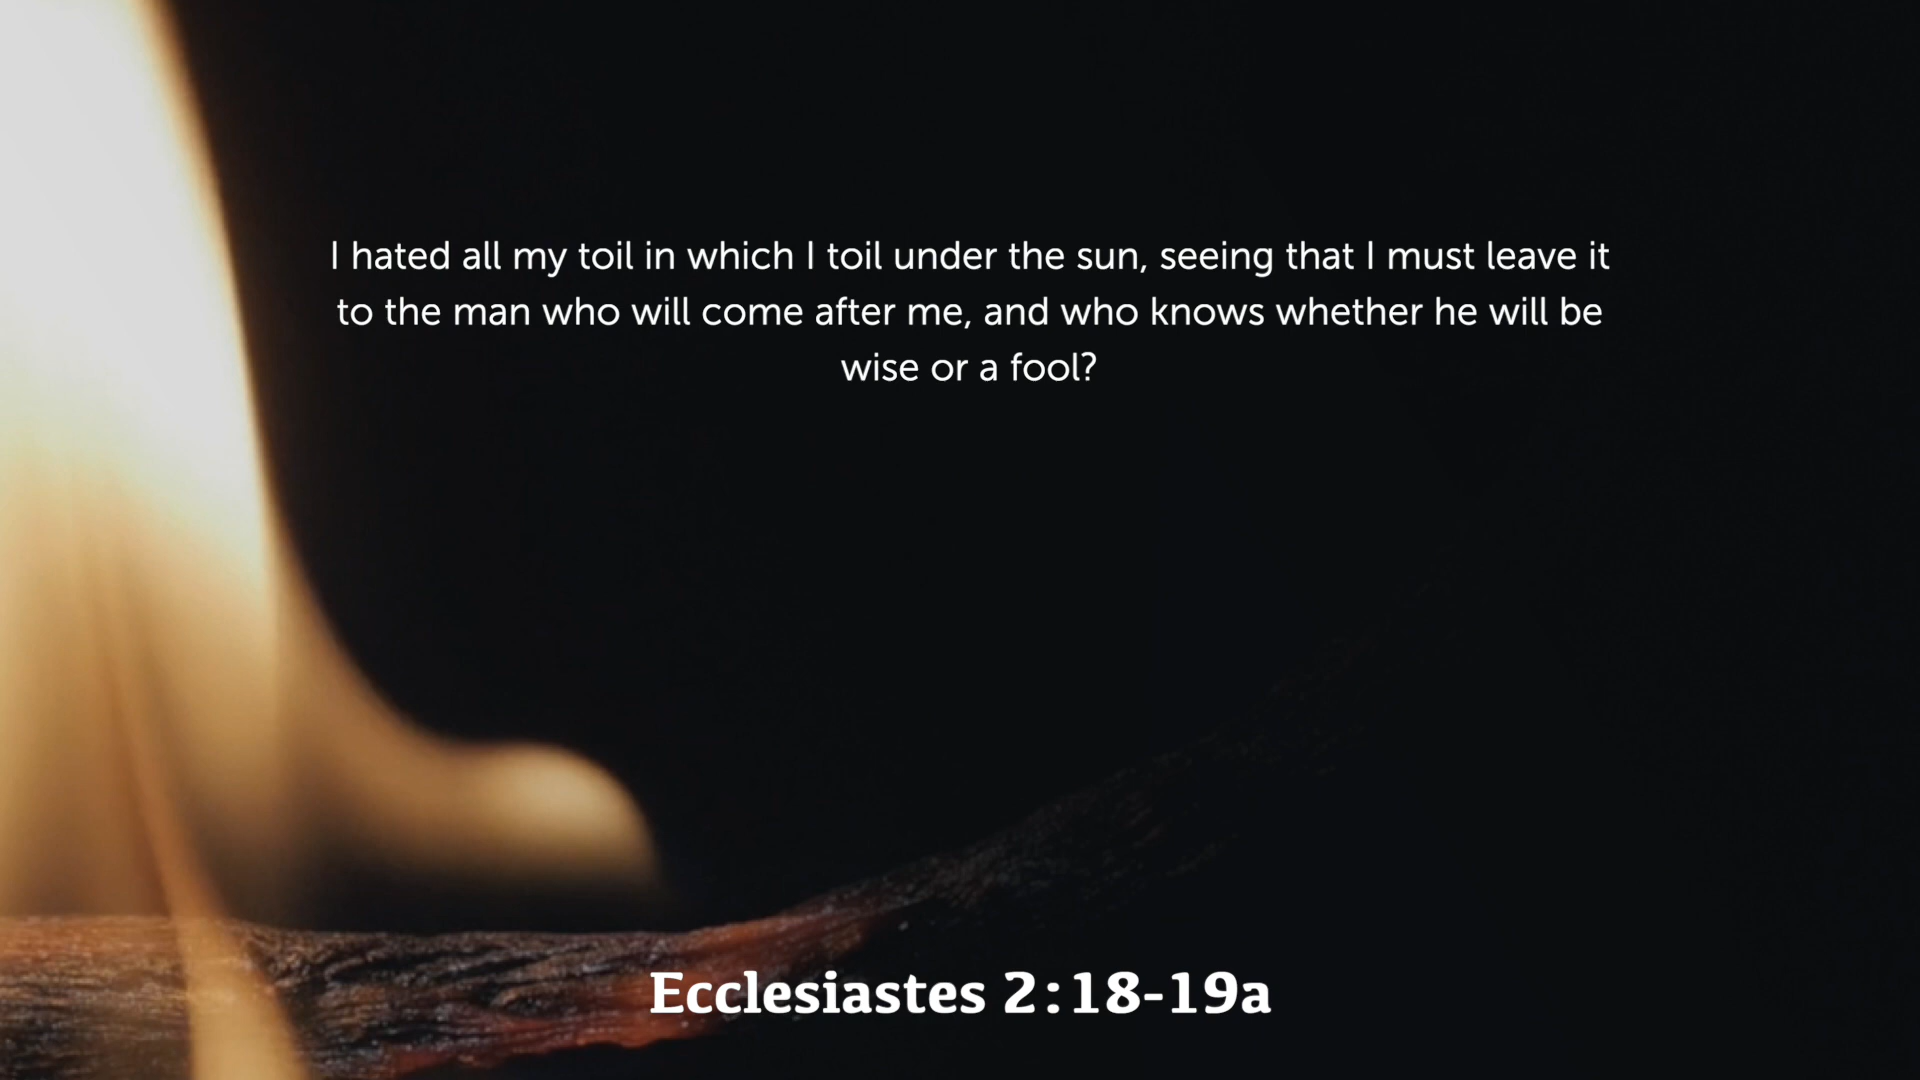 I hated all my toil in which I toil under the sun, seeing that I must leave it
to the man who will come after me, and who knows whether he will be
wise or a fool?
Ecclesiastes 2:18-19a